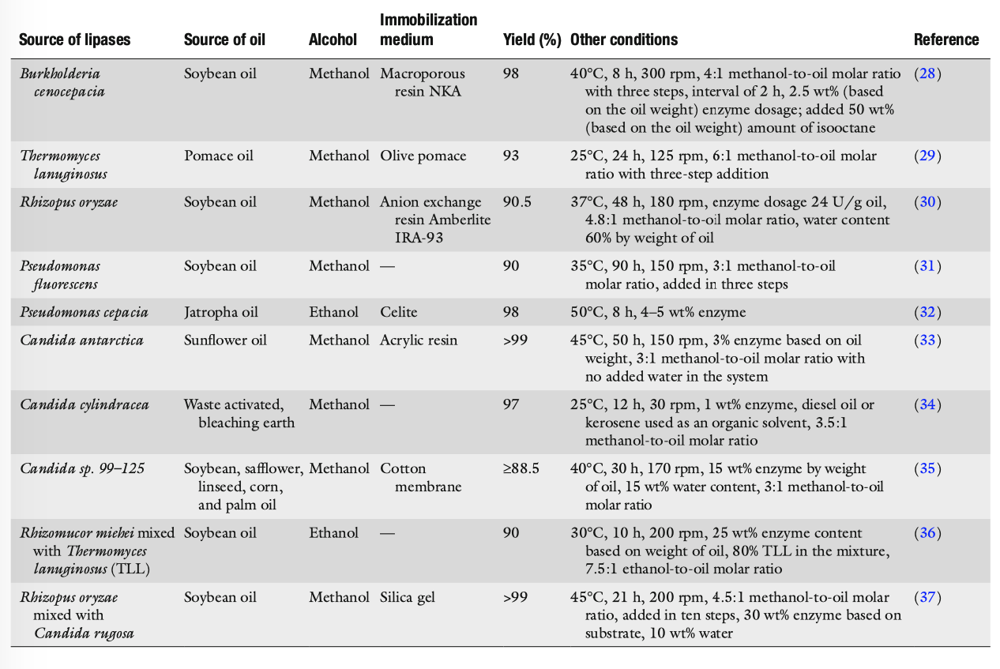 Source of lipases Source of oil Alcohol Immobilization medium Yield (%) Other conditions Reference
Burkholderia Soybean oil Methanol Macroporous 98 40°C, 8 h, 300 rpm, 4:1 methanol-to-oil molar ratio (28)
cenocepacia resin NKA with three steps, interval of 2 h, 2.5 wt% (based
on the oil weight) enzyme dosage; added 50 wt%
(based on the oil weight) amount of isooctane
Thermomyces Pomace oil Methanol Olive pomace 93 25°C, 24 h, 125 rpm, 6:1 methanol-to-oil molar (29)
lanuginosus ratio with three-step addition
Rhizopus oryzae Soybean oil Methanol Anion exchange 90.5 37°C, 48 h, 180 rpm, enzyme dosage 24 U/g oil, (30)
resin Amberlite 4.8:1 methanol-to-oil molar ratio, water content
IRA-93 60% by weight of oil
Pseudomonas Soybean oil Methanol — 90 35°C, 90 h, 150 rpm, 3:1 methanol-to-oil (31)
fluorescens molar ratio, added in three steps
Pseudomonas cepacia Jatropha oil Ethanol Celite 98 50°C, 8 h, 4–5 wt% enzyme (32)
Candida antarctica Sunflower oil Methanol Acrylic resin >99 45°C, 50 h, 150 rpm, 3% enzyme based on oil (33)
weight, 3:1 methanol-to-oil molar ratio with
no added water in the system
Candida cylindracea Waste activated, Methanol — 97 25°C, 12 h, 30 rpm, 1 wt% enzyme, diesel oil or (34)
bleaching earth kerosene used as an organic solvent, 3.5:1
methanol-to-oil molar ratio
Candida sp. 99–125 Soybean, safflower, Methanol Cotton ≥88.5 40°C, 30 h, 170 rpm, 15 wt% enzyme by weight (35)
linseed, corn, membrane of oil, 15 wt% water content, 3:1 methanol-to-oil
and palm oil molar ratio
Rhizomucor miehei mixed Soybean oil Ethanol — 90 30°C, 10 h, 200 rpm, 25 wt% enzyme content (36)
with Thermomyces based on weight of oil, 80% TLL in the mixture,
lanuginosus (TLL) 7.5:1 ethanol-to-oil molar ratio
Rhizopus oryzae Soybean oil Methanol Silica gel >99 45°C, 21 h, 200 rpm, 4.5:1 methanol-to-oil molar (37)
mixed with ratio, added in ten steps, 30 wt% enzyme based on
Candida rugosa substrate, 10 wt% water